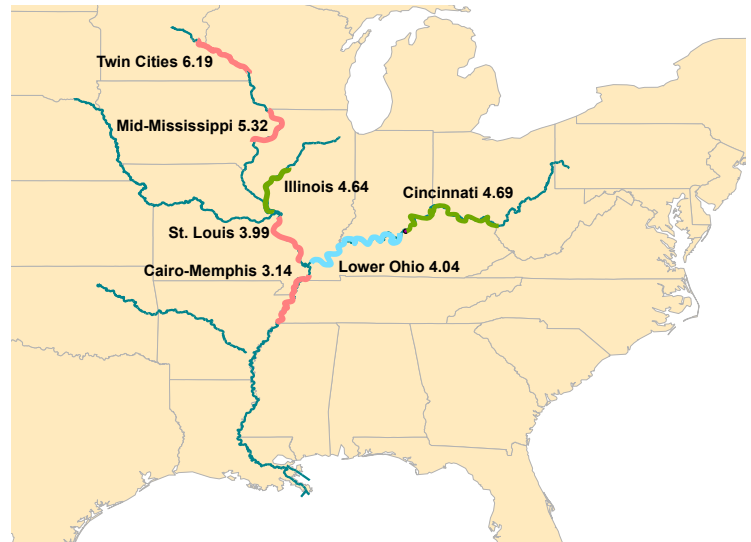 Twin Cities 6.19
Mid-Mississippi 5.32
Illinois 4.64
Cincinnati 4.69
St. Louis 3.99
Cairo-Memphis 3.14
Lower Ohio 4.04